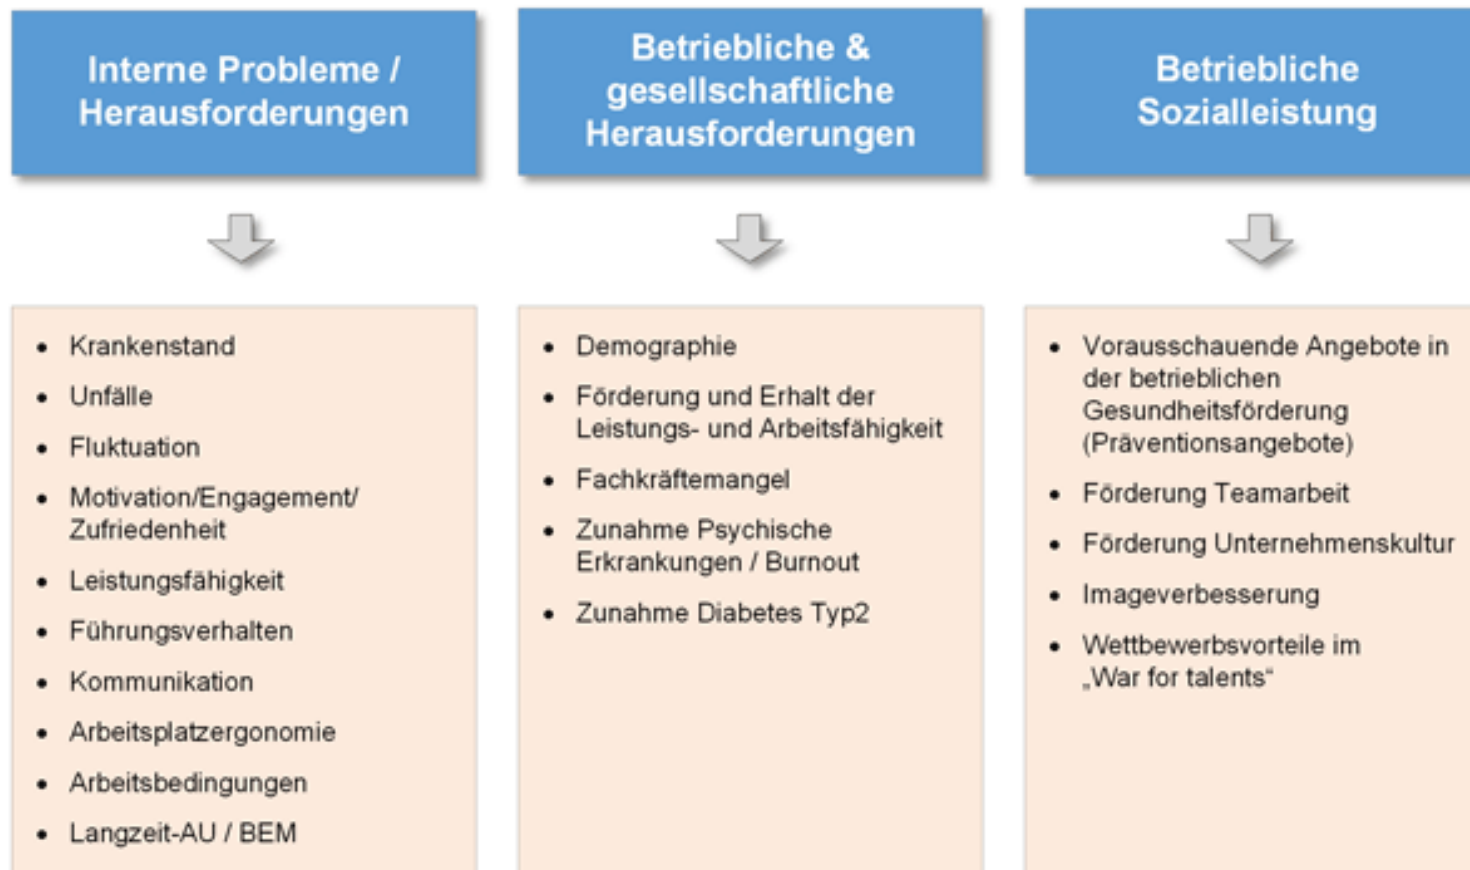 Interne Probleme /
Herausforderungen
Betriebliche &
gesellschaftliche
Herausforderungen
Betriebliche
Sozialleistung
• Krankenstand
• Unfälle
• Fluktuation
• Motivation/Engagement/
Zufriedenheit
• Leistungsfähigkeit
• Führungsverhalten
• Kommunikation
• Arbeitsplatzergonomie
• Arbeitsbedingungen
• Langzeit-AU / BEM
• Demographie
• Förderung und Erhalt der
Leistungs- und Arbeitsfähigkeit
• Fachkräftemangel
• Zunahme Psychische
Erkrankungen / Burnout
• Zunahme Diabetes Typ2
• Vorausschauende Angebote in
der betrieblichen
Gesundheitsförderung
(Präventionsangebote)
• Förderung Teamarbeit
• Förderung Unternehmenskultur
• Imageverbesserung
• Wettbewerbsvorteile im
„War for talents“